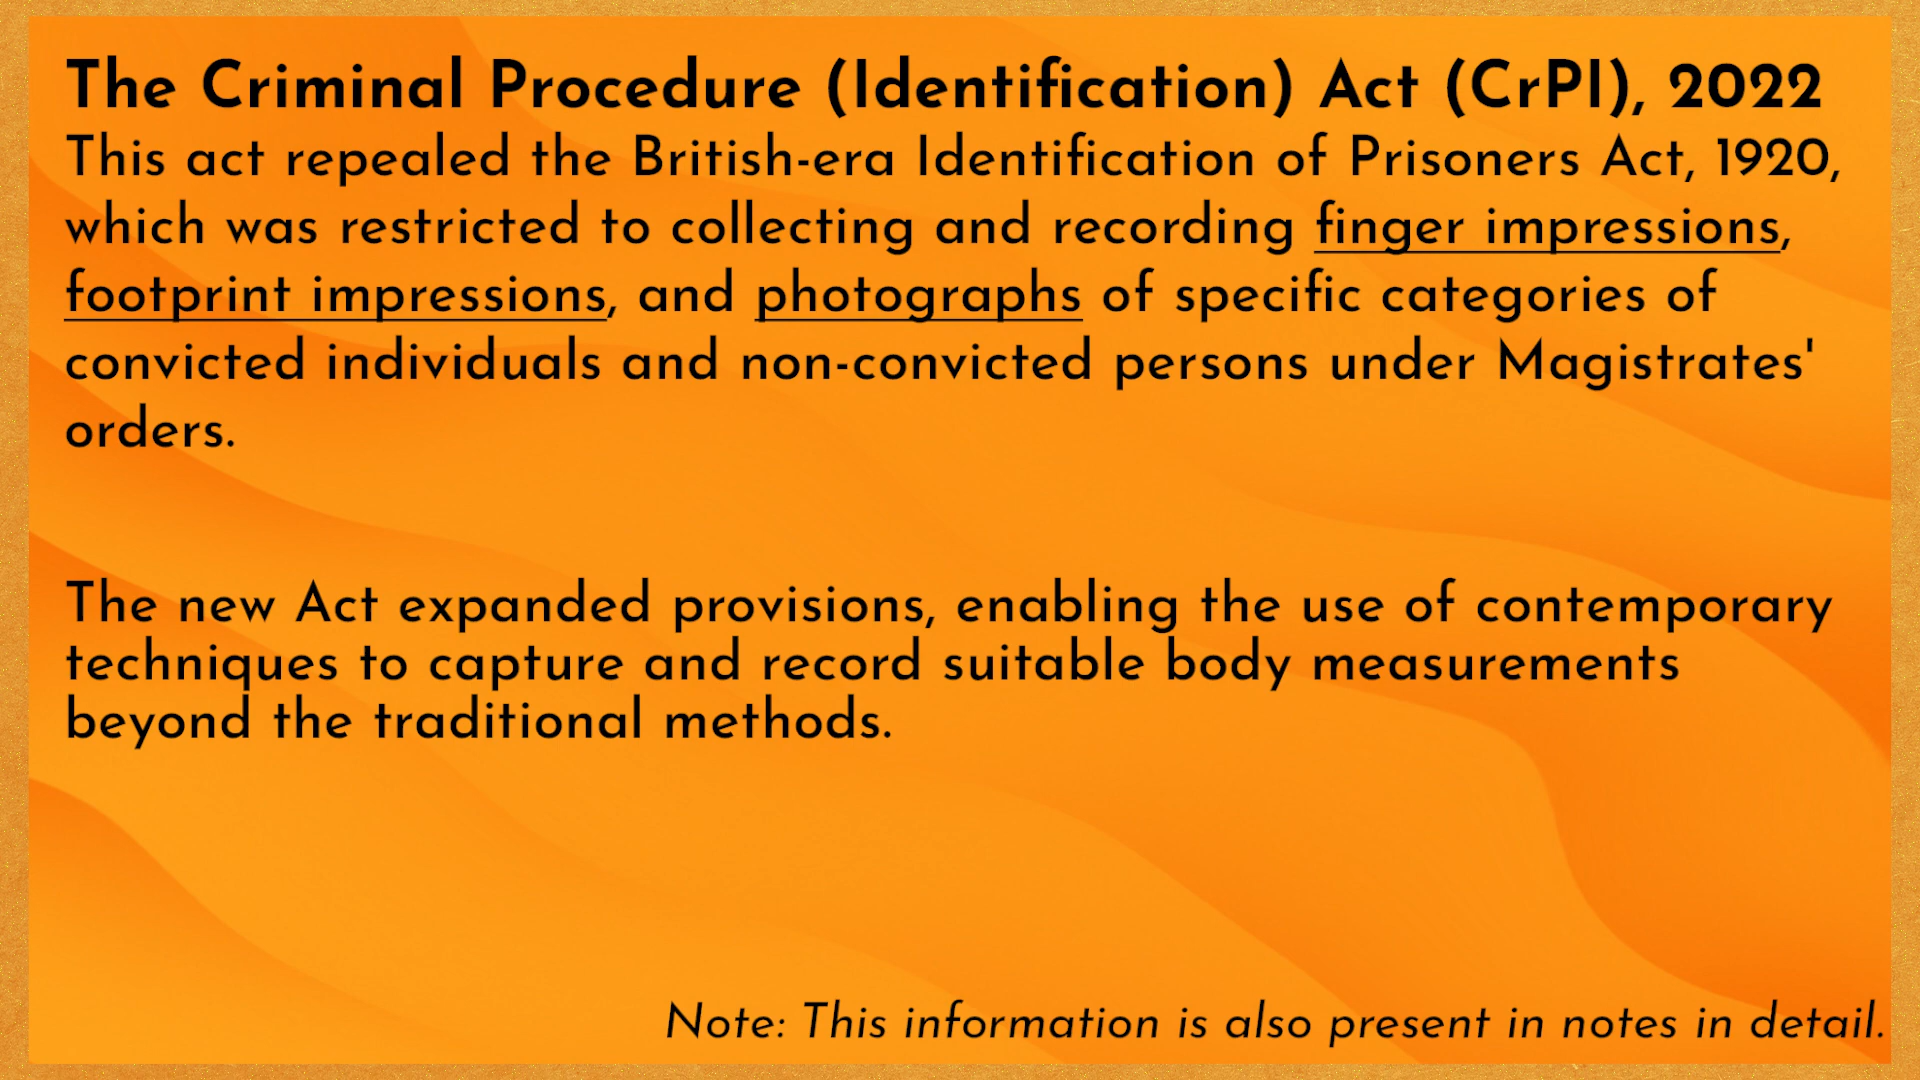 The Criminal Procedure (Identification) Act (CrPI), 2022
This act repealed the British-era Identification of Prisoners Act, 1920,
which was restricted to collecting and recording finger impressions,
footprint impressions, and photographs of specific categories of
convicted individuals and non-convicted persons under Magistrates'
orders.
The new Act expanded provisions, enabling the use of contemporary
techniques to capture and record suitable body measurements
beyond the traditional methods.
Note: This information is also present in notes in detail.